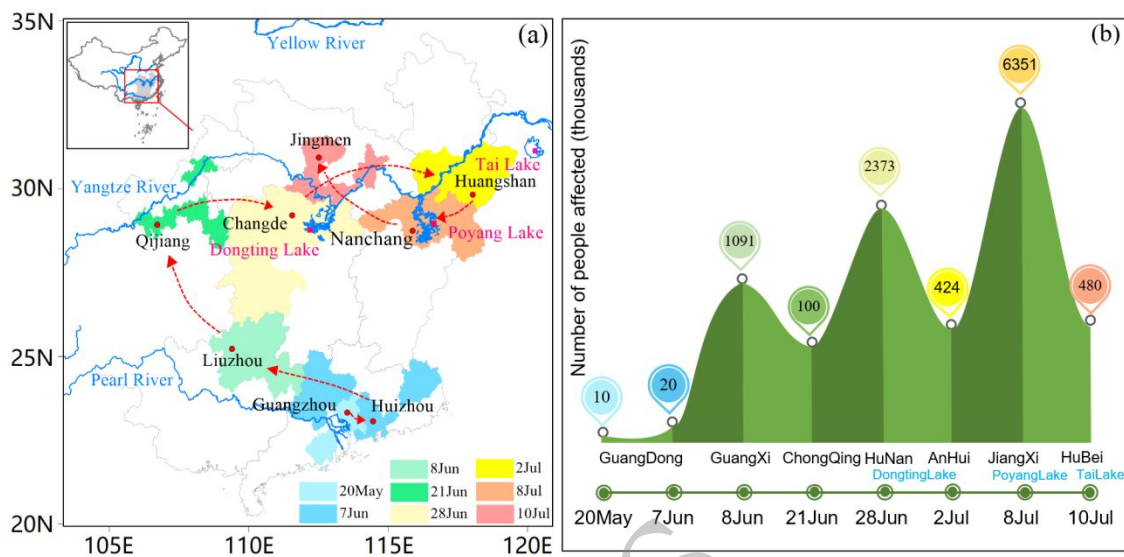 35N
30N
25N
20N
105E
110E
115E
120E
(a)
Yellow River
Jingmen
Tai Lake
Huangshan
Yangtze River
Changde
Nanchang
Poyang Lake
Qijiang
Dongting Lake
Liuzhou
Pearl River
Guangzhou
Huizhou
8Jun
2Jul
20May
21Jun
8Jul
7Jun
28Jun
10Jul
(b)
Number of people affected (thousands)
10
20
1091
100
2373
424
6351
480
GuangDong
GuangXi
ChongQing
HuNan
AnHui
JiangXi
HuBei
DongtingLake
PoyangLake
TaiLake
20May
7Jun
8Jun
21Jun
28Jun
2Jul
8Jul
10Jul